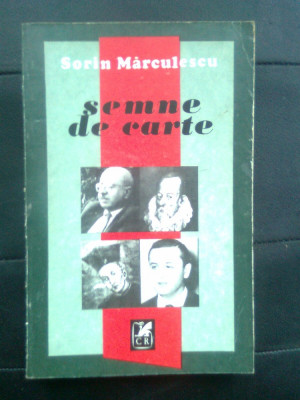 Sorin Mărculescu
semne
de carte
CR